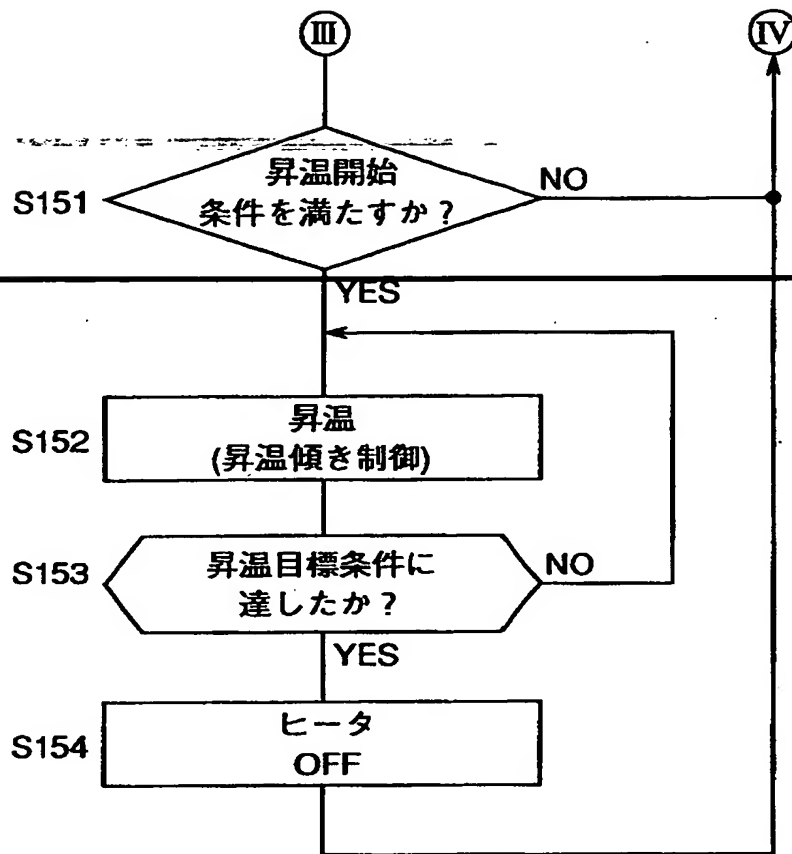 Ⅲ
Ⅳ
S151
昇温開始
条件を満たすか？
NO
YES
S152
昇温
(昇温傾き制御)
S153
昇温目標条件に
達したか？
NO
YES
S154
ヒータ
OFF